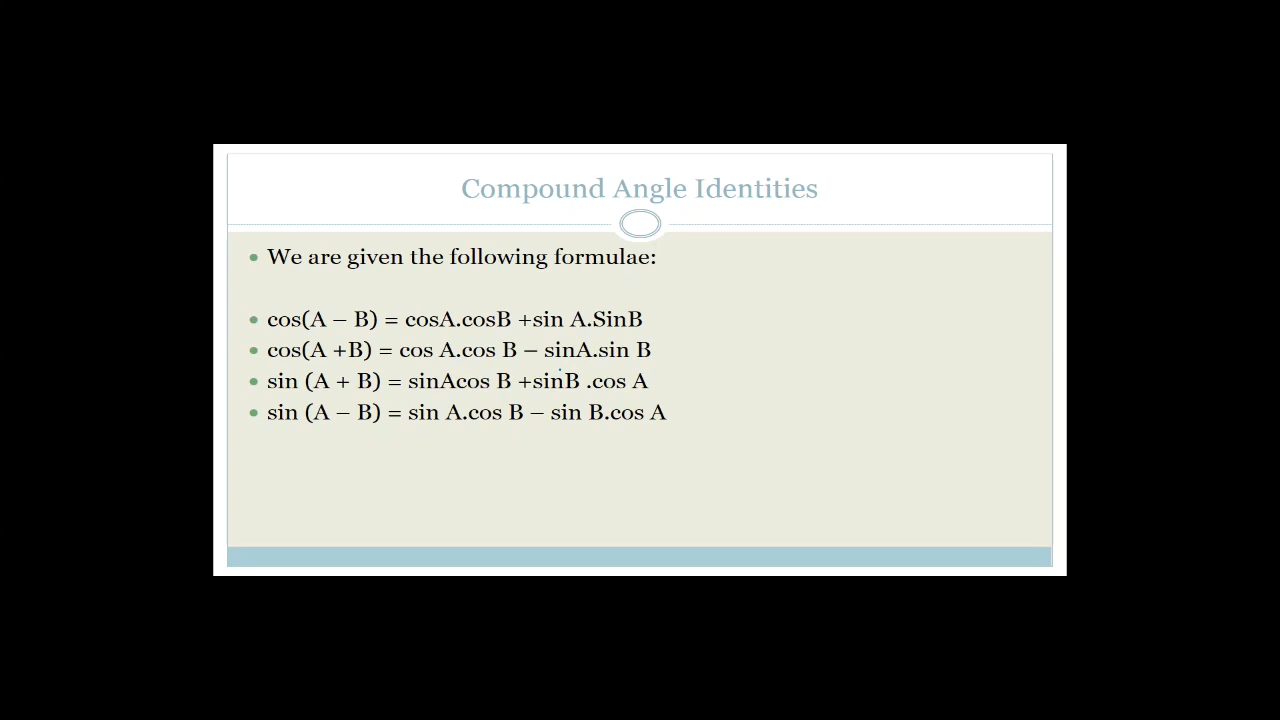 Compound Angle Identities
We are given the following formulae:
cos(A – B) = cosA.cosB +sin A.SinB
cos(A +B) = cos A.cos B – sinA.sin B
sin (A + B) = sinAcos B +sinB .cos A
sin (A – B) = sin A.cos B – sin B.cos A